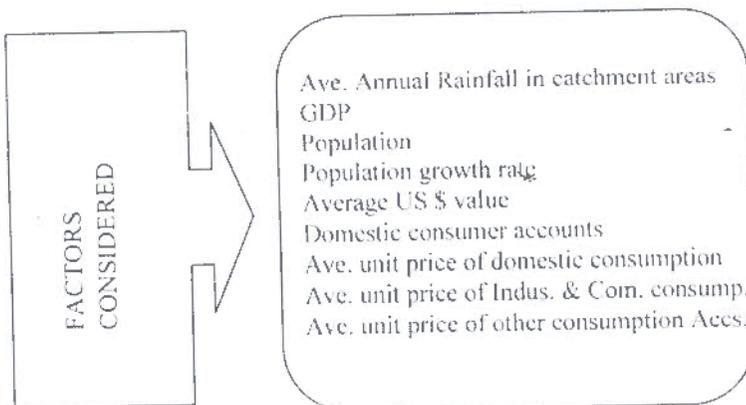 FACTORS
CONSIDERED
Ave. Annual Rainfall in catchment areas
GDP
Population
Population growth rate
Average US $ value
Domestic consumer accounts
Ave. unit price of domestic consumption
Ave. unit price of Indus. & Com. consump.
Ave. unit price of other consumption Accs.